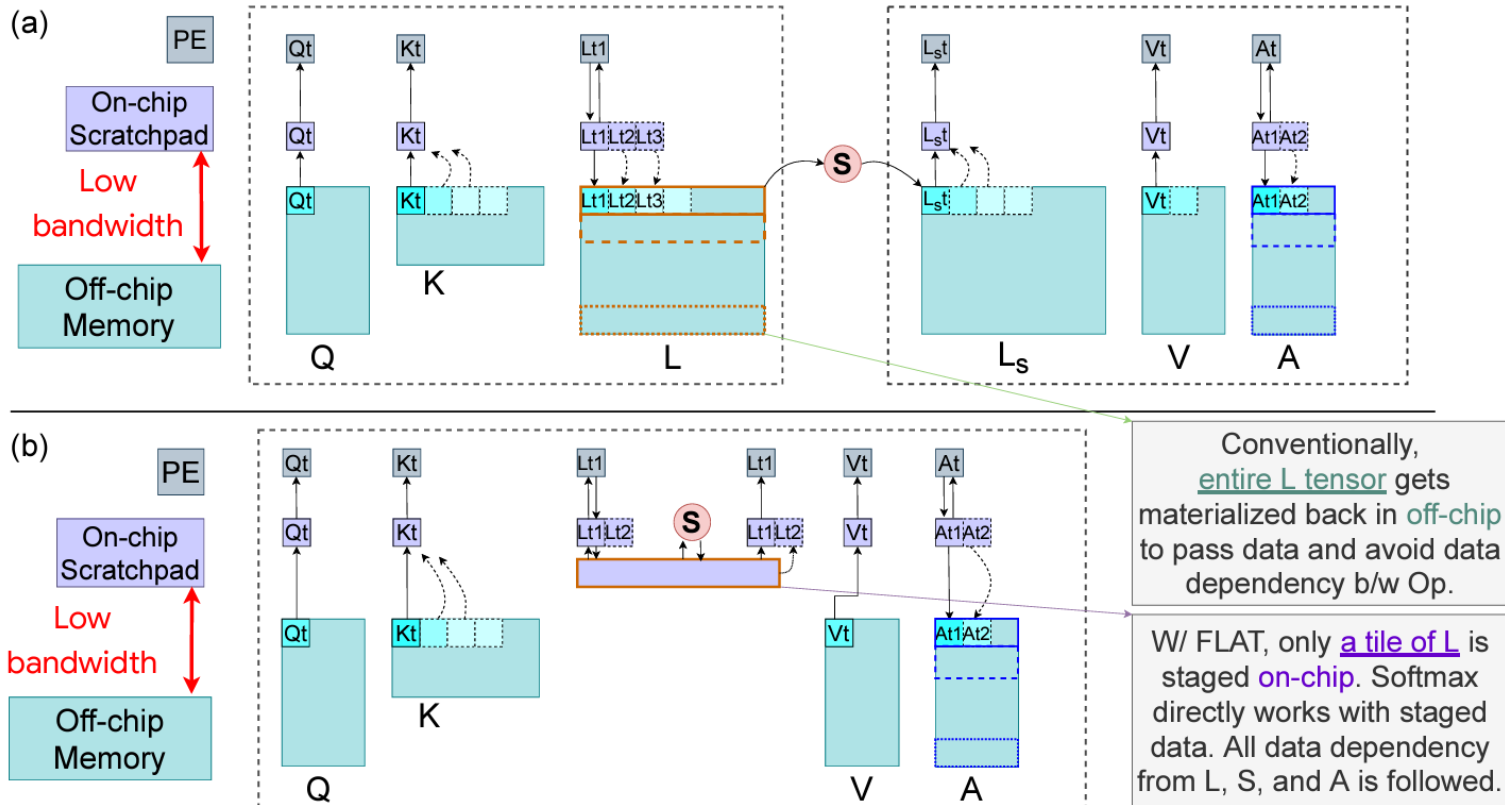 (a)
PE
On-chip
Scratchpad
Low
bandwidth
Off-chip
Memory
Qt
Kt
Lt1
Lst
Vt
At
Qt
Kt
Lt1 Lt2 Lt3
S
Lst
Vt
At1 At2
Qt
Kt
Lt1 Lt2 Lt3
Lst
Vt
At1 At2
Q
K
L
Ls
V
A
(b)
PE
On-chip
Scratchpad
Low
bandwidth
Off-chip
Memory
Qt
Kt
Lt1
Lt1
Vt
At
Qt
Kt
Lt1 Lt2
S
Lt1 Lt2
Vt
At1 At2
Qt
Kt
Vt
At1 At2
Q
K
V
A
Conventionally,
entire L tensor gets
materialized back in off-chip
to pass data and avoid data
dependency b/w Op.
W/ FLAT, only a tile of L is
staged on-chip. Softmax
directly works with staged
data. All data dependency
from L, S, and A is followed.